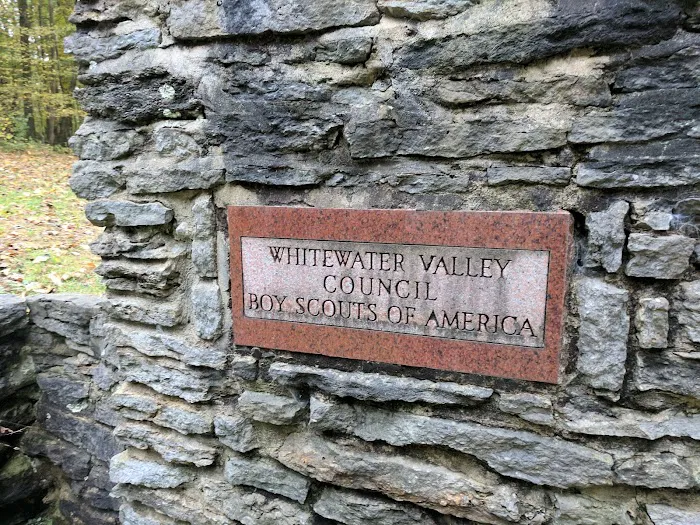 WHITEWATER VALLEY
COUNCIL
BOY SCOUTS OF AMERICA